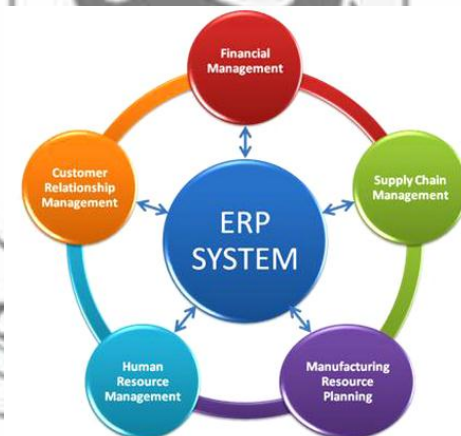 Financial
Management
Customer
Relationship
Management
Supply Chain
Management
ERP
SYSTEM
Human
Resource
Management
Manufacturing
Resource
Planning